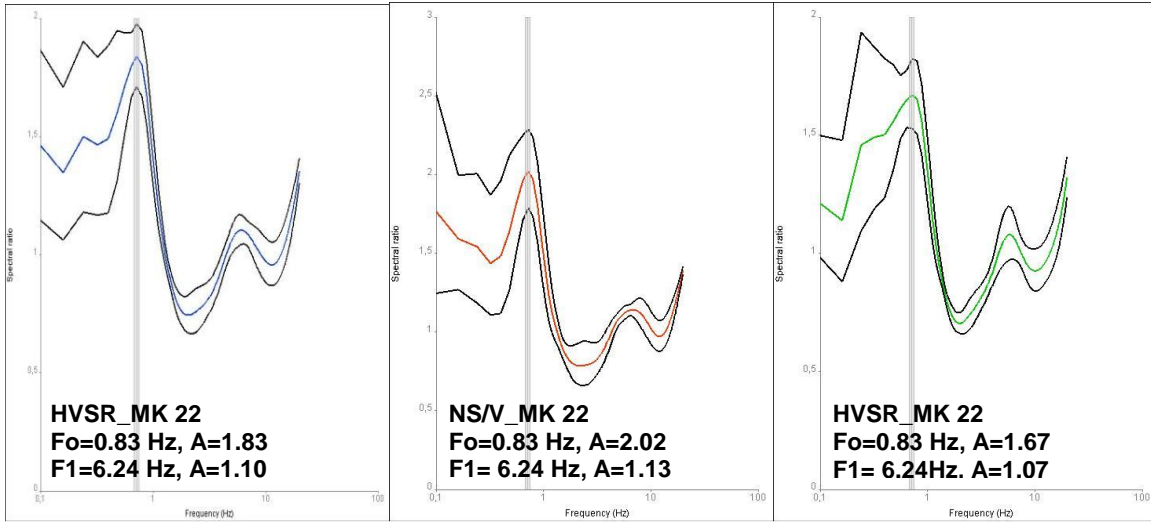 2
1,5
1
0,5
0
Spectral ratio
HVSR_MK 22
Fo=0.83 Hz, A=1.83
F1=6.24 Hz, A=1.10
0,1
1
10
100
Frequency (Hz)
3
2,5
2
1,5
1
0,5
0
Spectral ratio
NS/V_MK 22
Fo=0.83 Hz, A=2.02
F1= 6.24 Hz, A=1.13
0,1
1
10
100
Frequency (Hz)
2
1,5
1
0,5
0
Spectral ratio
HVSR_MK 22
Fo=0.83 Hz, A=1.67
F1= 6.24Hz. A=1.07
0,1
1
10
100
Frequency (Hz)